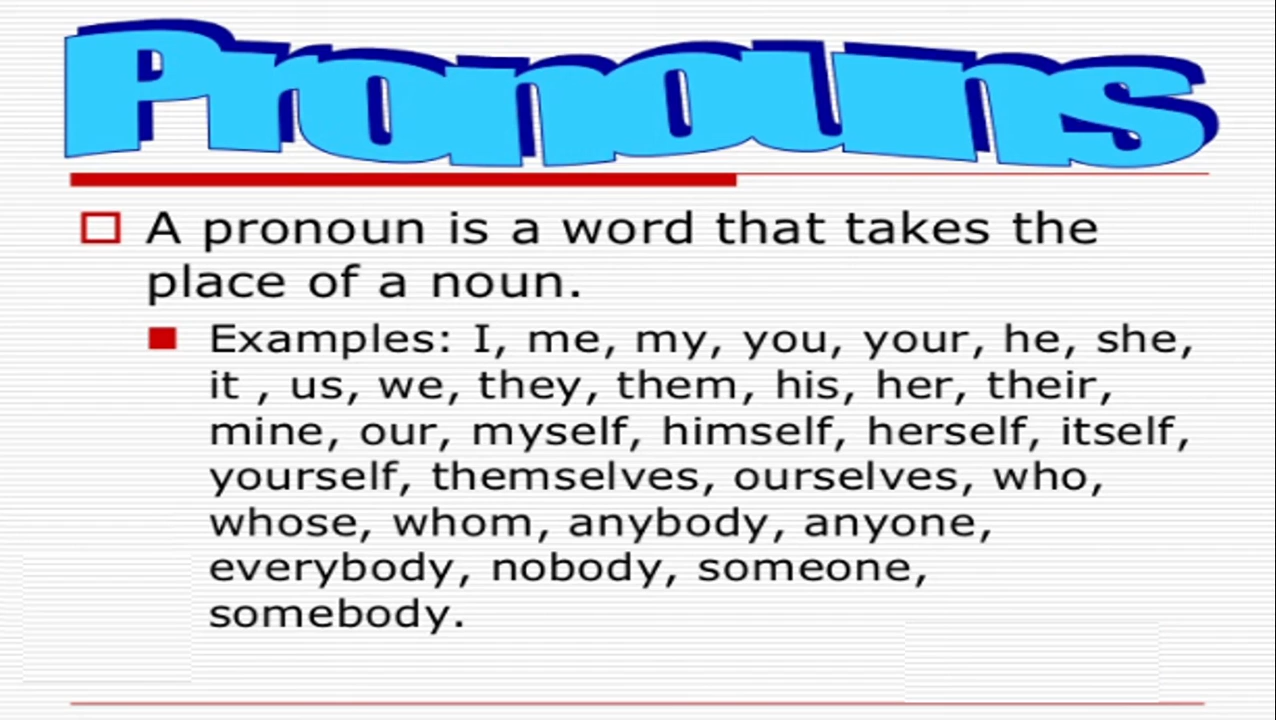 Pronouns
A pronoun is a word that takes the
place of a noun.
Examples: I, me, my, you, your, he, she,
it , us, we, they, them, his, her, their,
mine, our, myself, himself, herself, itself,
yourself, themselves, ourselves, who,
whose, whom, anybody, anyone,
everybody, nobody, someone,
somebody.